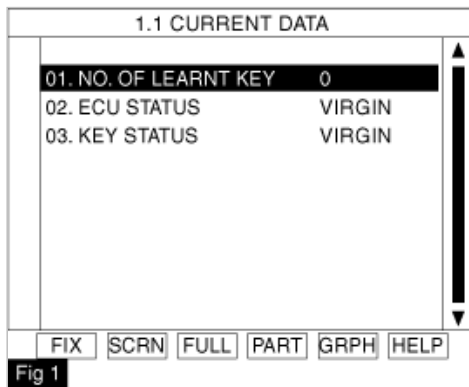 1.1 CURRENT DATA
01. NO. OF LEARNT KEY 0
02. ECU STATUS VIRGIN
03. KEY STATUS VIRGIN
FIX SCRN FULL PART GRPH HELP
Fig 1